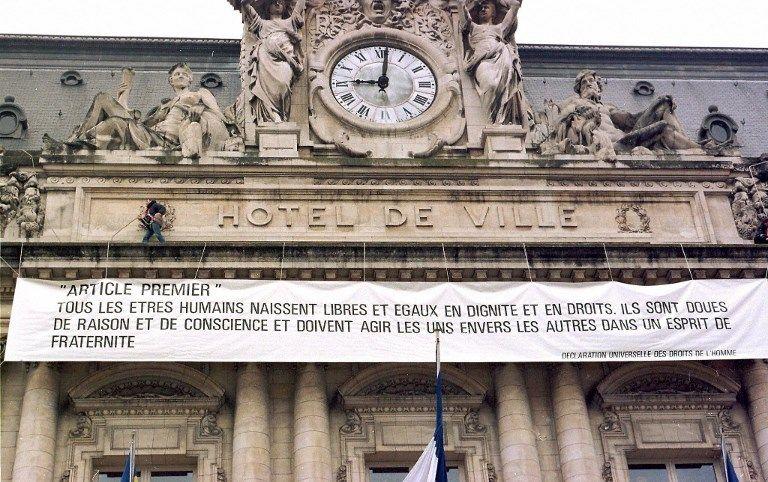 HOTEL DE VILLE
"ARTICLE PREMIER"
TOUS LES ETRES HUMAINS NAISSENT LIBRES ET EGAUX EN DIGNITE ET EN DROITS. ILS SONT DOUES
DE RAISON ET DE CONSCIENCE ET DOIVENT AGIR LES UNS ENVERS LES AUTRES DANS UN ESPRIT DE
FRATERNITE
DECLARATION UNIVERSELLE DES DROITS DE L'HOMME